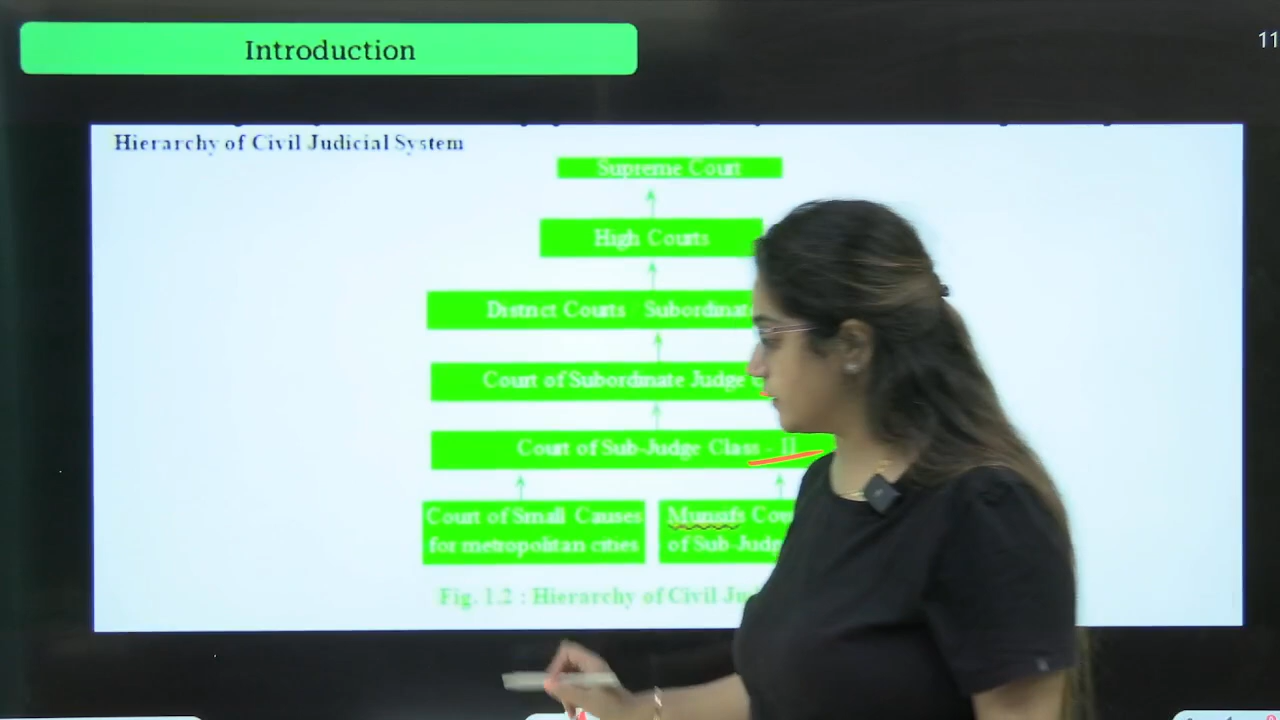 Introduction
11
Hierarchy of Civil Judicial System
Supreme Court
High Courts
District Courts Subordinate
Court of Subordinate Judge
Court of Sub-Judge Class - II
Court of Small Causes
for metropolitan cities
Munsifs
of Sub-Judg
Fig. 1.2 : Hierarchy of Civil Ju